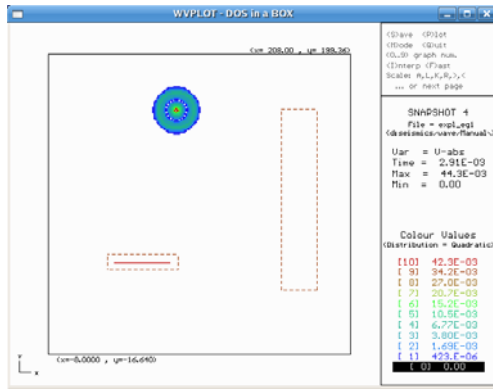 WVPLOT - DOS in a BOX
(x= 208.00 , y= 199.36)
(S)ave (P)lot
(M)ode (Q)uit
(0..9) graph num.
(I)nterp (F)ast
Scale: A,L,K,R,),(
... or next page
SNAPSHOT 4
File = expl_eg1
Var = V-abs
Time = 2.91E-03
Max = 44.3E-03
Min = 0.00
Colour Values
(Distribution = Quadratic)
[10] 42.3E-03
[ 9] 34.2E-03
[ 8] 27.0E-03
[ 7] 20.7E-03
[ 6] 15.2E-03
[ 5] 10.5E-03
[ 4] 6.77E-03
[ 3] 3.80E-03
[ 2] 1.69E-03
[ 1] 423.E-06
[ 0] 0.00
(x=-8.0000 , y=-16.640)
Y
x